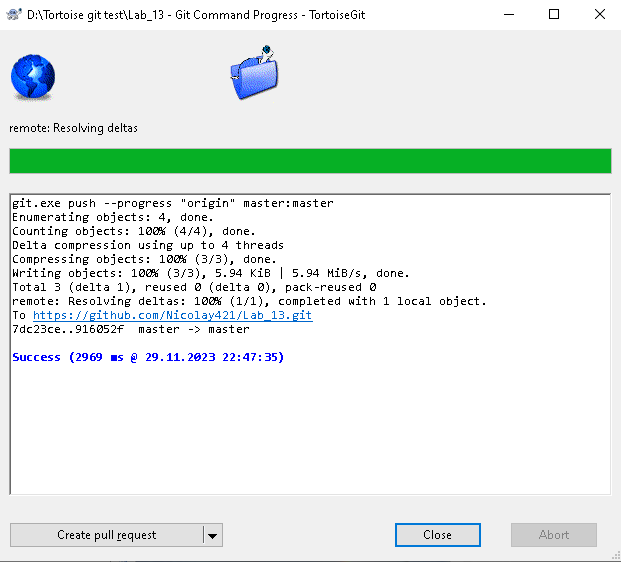 D:\Tortoise git test\Lab_13 - Git Command Progress - TortoiseGit
remote: Resolving deltas
git.exe push --progress "origin" master:master
Enumerating objects: 4, done.
Counting objects: 100% (4/4), done.
Delta compression using up to 4 threads
Compressing objects: 100% (3/3), done.
Writing objects: 100% (3/3), 5.94 KiB | 5.94 MiB/s, done.
Total 3 (delta 1), reused 0 (delta 0), pack-reused 0
remote: Resolving deltas: 100% (1/1), completed with 1 local object.
To https://github.com/Nicolay421/Lab_13.git
7dc23ce..916052f  master -> master
Success (2969 ms @ 29.11.2023 22:47:35)
Create pull request
Close
Abort